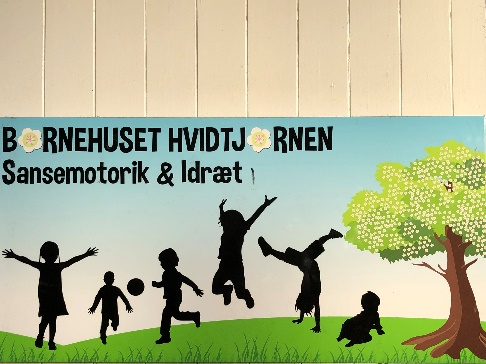 BØRNEHUSET HVIDTJØRNEN
Sansemotorik & Idræt